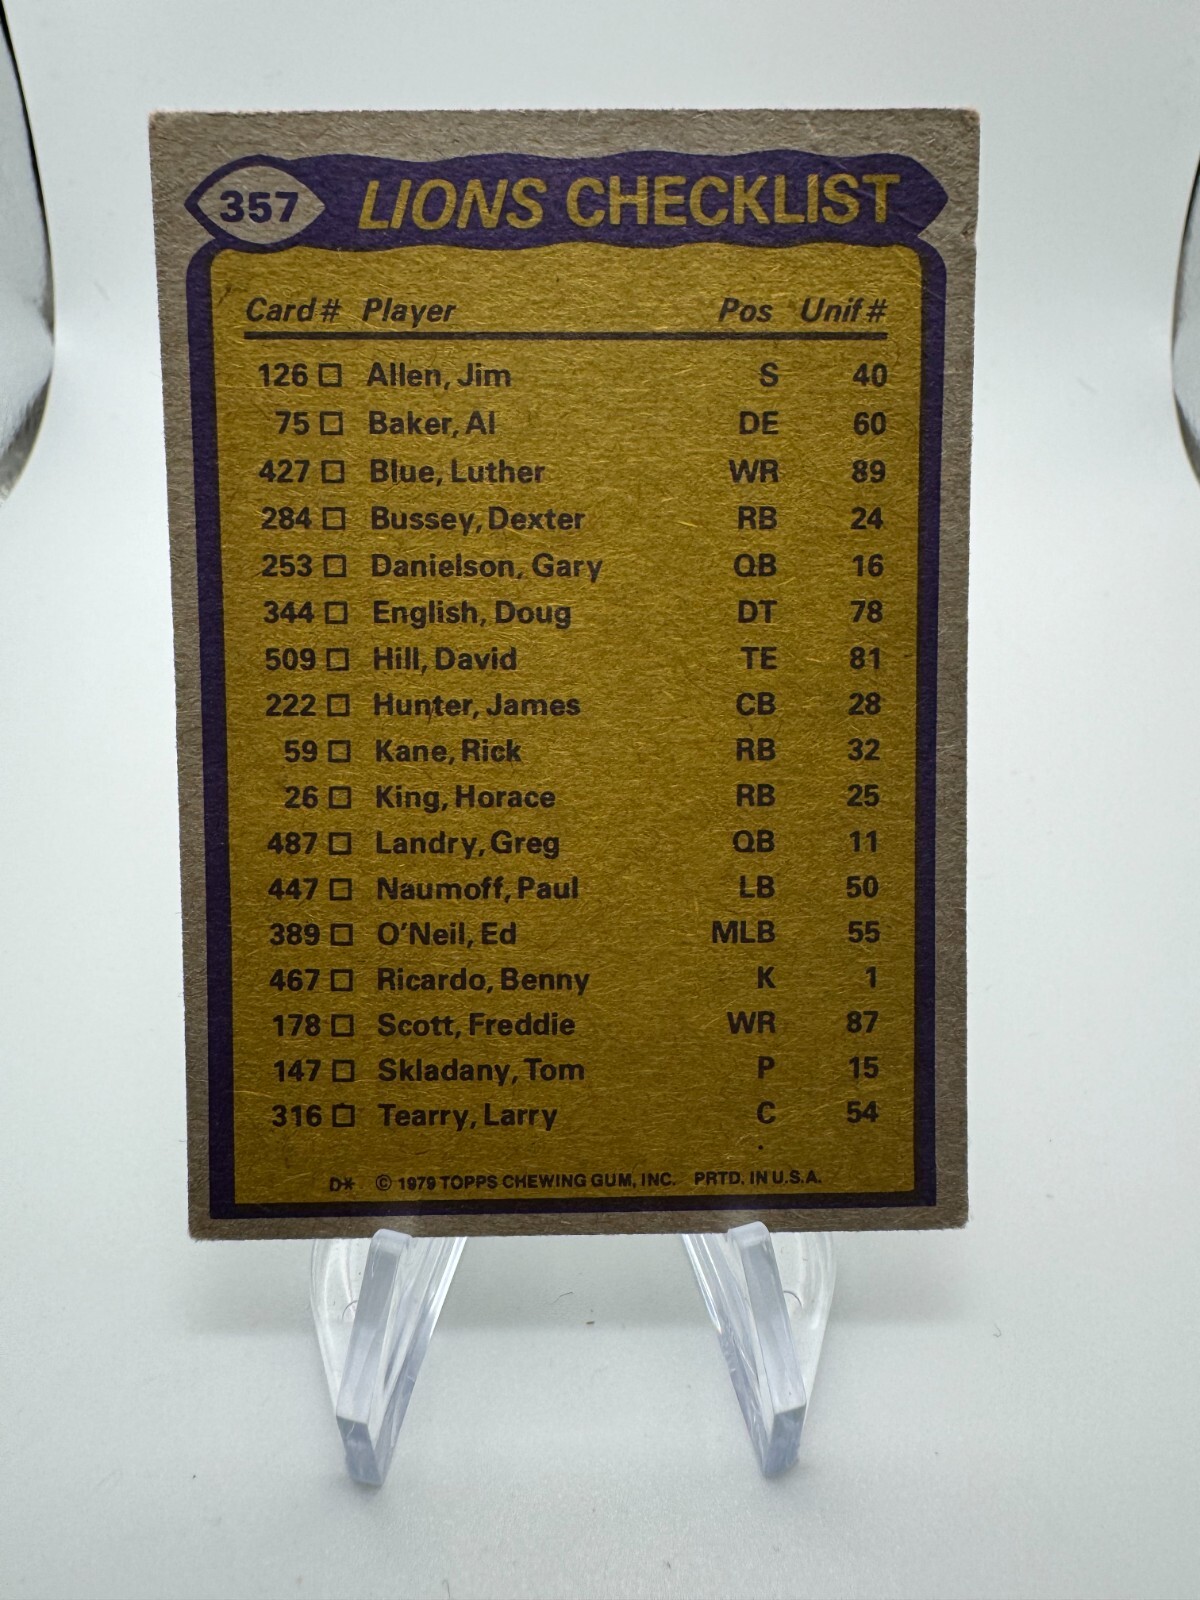 357 LIONS CHECKLIST
Card # Player Pos Unif #
126 Allen, Jim S 40
75 Baker, Al DE 60
427 Blue, Luther WR 89
284 Bussey, Dexter RB 24
253 Danielson, Gary QB 16
344 English, Doug DT 78
509 Hill, David TE 81
222 Hunter, James CB 28
59 Kane, Rick RB 32
26 King, Horace RB 25
487 Landry, Greg QB 11
447 Naumoff, Paul LB 50
389 O'Neil, Ed MLB 55
467 Ricardo, Benny K 1
178 Scott, Freddie WR 87
147 Skladany, Tom P 15
316 Tearry, Larry C 54
D* © 1979 TOPPS CHEWING GUM, INC. PRTD. IN U.S.A.